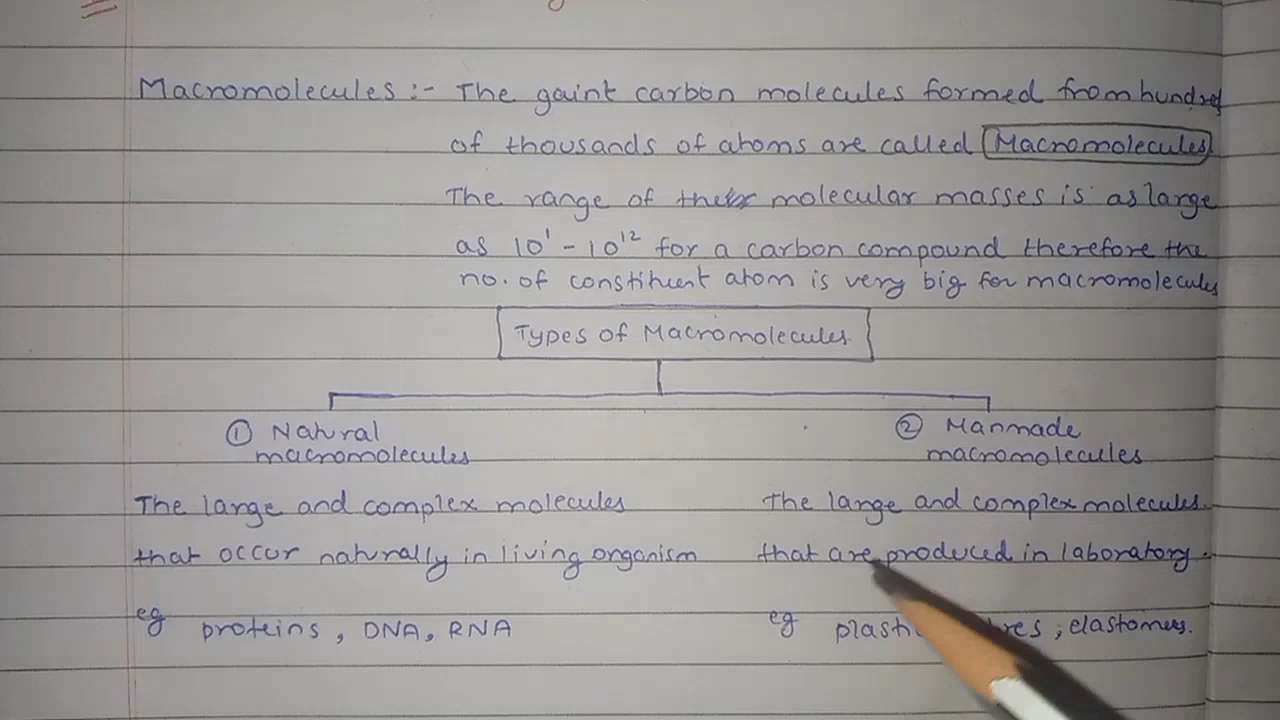 Macromolecules :- The gaint carbon molecules formed from hundred
of thousands of atoms are called Macromolecules
The range of their molecular masses is as large
as 10¹ - 10¹² for a carbon compound therefore the
no. of constituent atom is very big for macromolecules
Types of Macromolecules
① Natural
macromolecules
② Manmade
macromolecules
The large and complex molecules
that occur naturally in living organism
eg proteins, DNA, RNA
The large and complex molecules.
that are produced in laboratory.
eg ; elastomers.